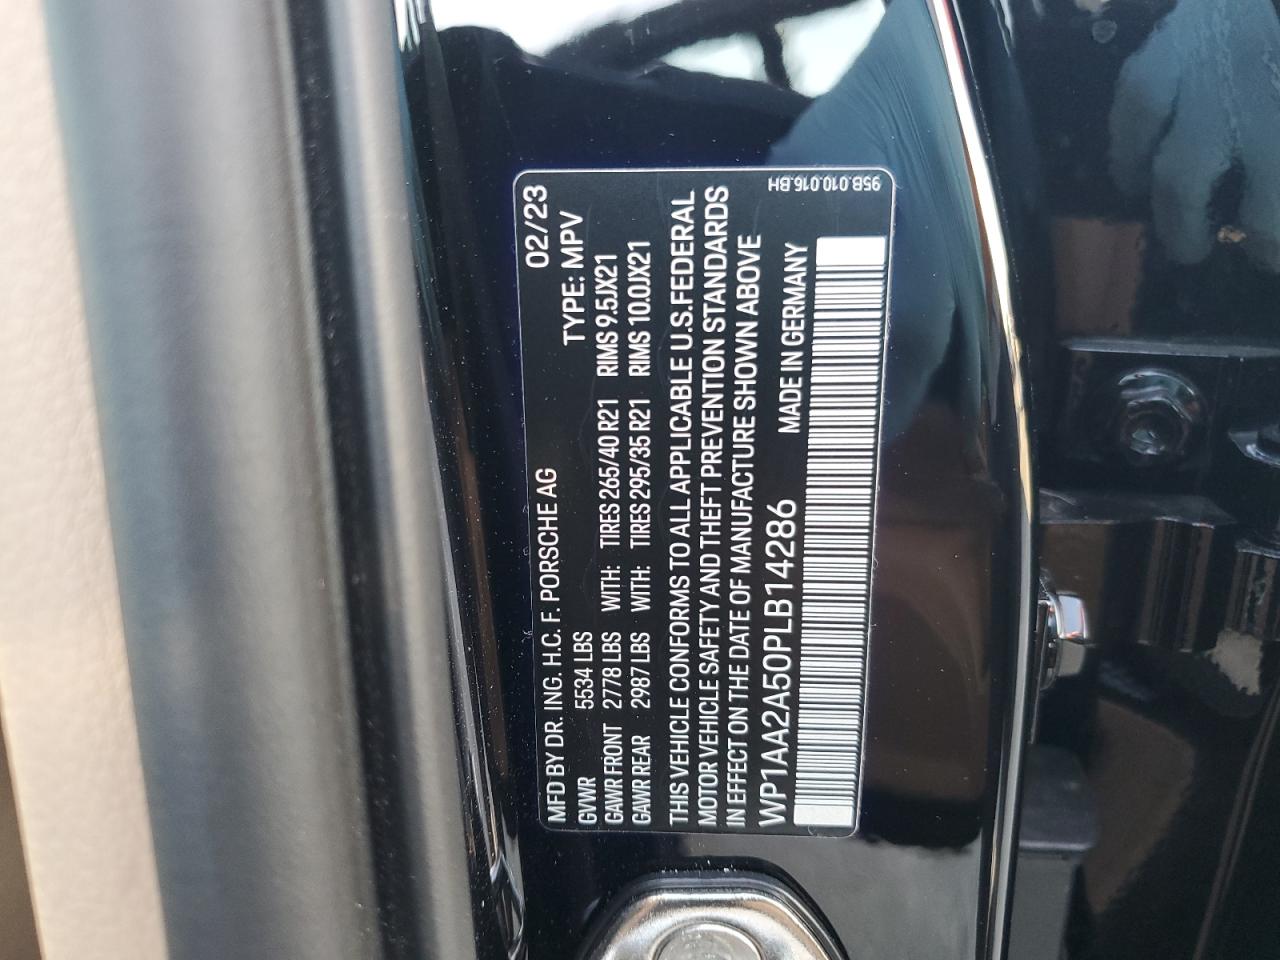 MFD BY DR. ING. H.C. F. PORSCHE AG 02/23
GVWR 5534 LBS TYPE: MPV
GAWR FRONT 2778 LBS WITH: TIRES 265/40 R21 RIMS 9.5JX21
GAWR REAR 2987 LBS WITH: TIRES 295/35 R21 RIMS 10.0JX21
THIS VEHICLE CONFORMS TO ALL APPLICABLE U.S.FEDERAL
MOTOR VEHICLE SAFETY AND THEFT PREVENTION STANDARDS
IN EFFECT ON THE DATE OF MANUFACTURE SHOWN ABOVE
WP1AA2A50PLB14286 MADE IN GERMANY
95B.010.016.BH